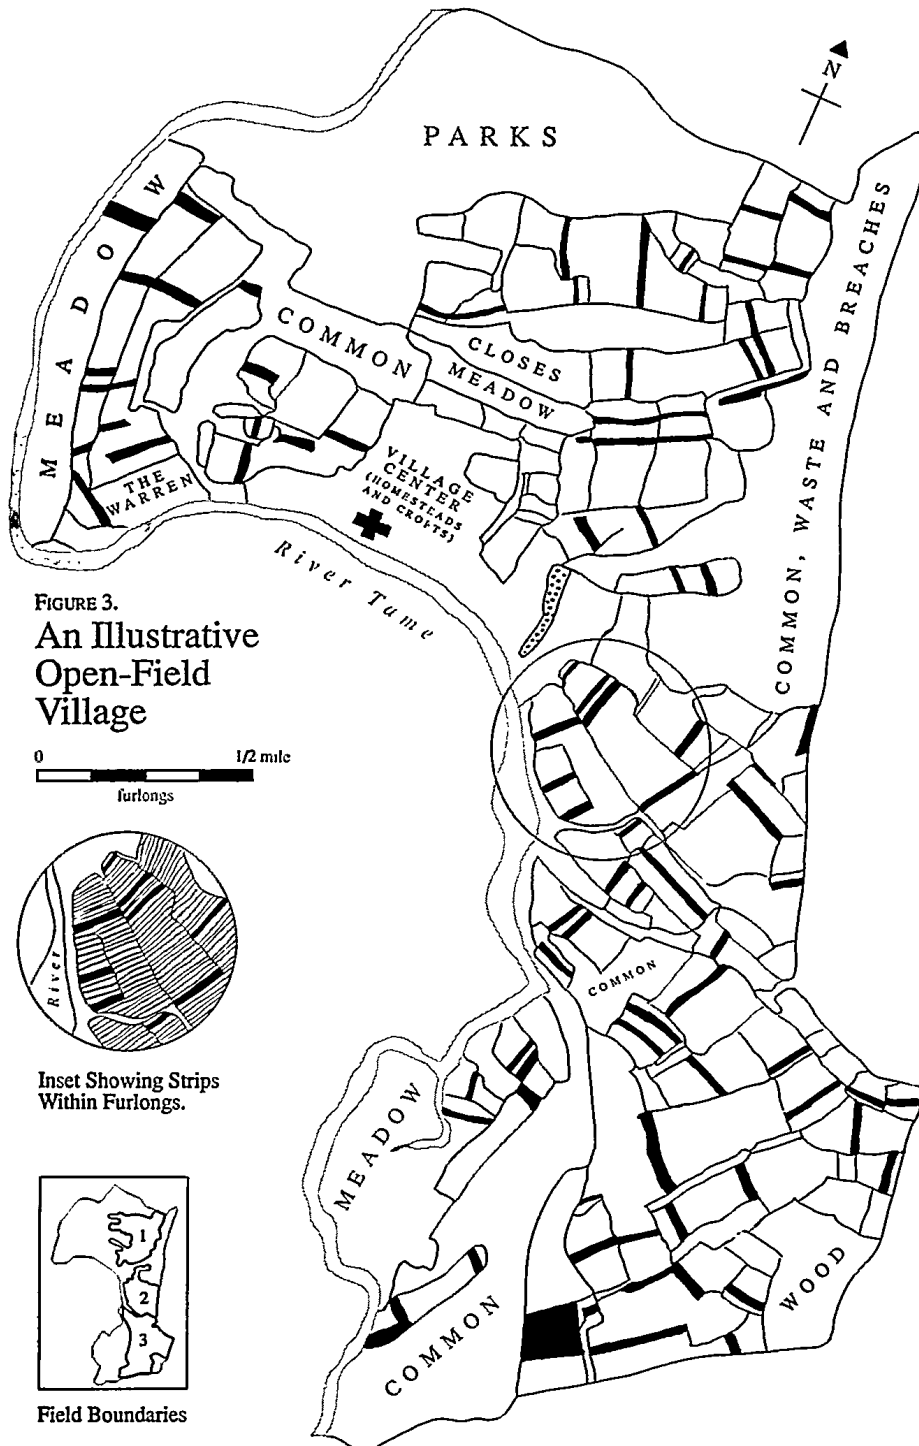 PARKS
N
MEADOW
COMMON
CLOSES
MEADOW
COMMON, WASTE AND BREACHES
THE
WARREN
VILLAGE
CENTER
(HOMESTEADS
AND CROFTS)
River Tame
FIGURE 3.
An Illustrative
Open-Field
Village
0 1/2 mile
furlongs
River
Inset Showing Strips
Within Furlongs.
COMMON
MEADOW
COMMON
WOOD
1
2
3
Field Boundaries